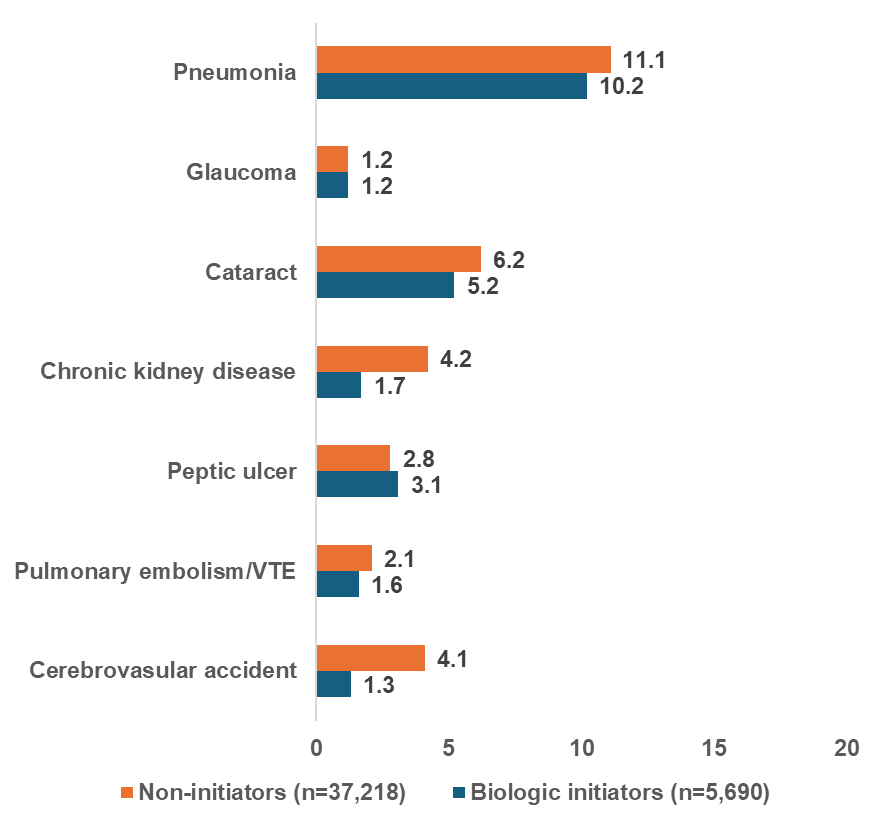 Pneumonia
11.1
10.2
Glaucoma
1.2
1.2
Cataract
6.2
5.2
Chronic kidney disease
4.2
1.7
Peptic ulcer
2.8
3.1
Pulmonary embolism/VTE
2.1
1.6
Cerebrovasular accident
4.1
1.3
0 5 10 15 20
Non-initiators (n=37,218) Biologic initiators (n=5,690)